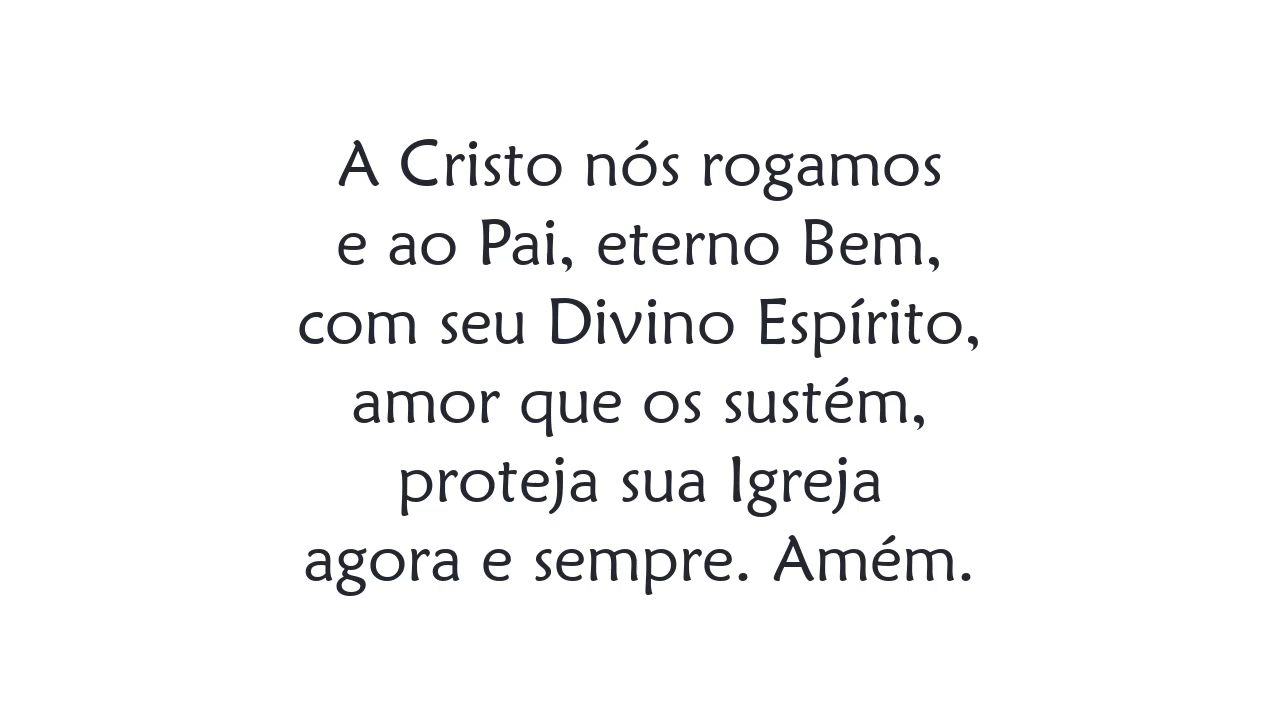 A Cristo nós rogamos
e ao Pai, eterno Bem,
com seu Divino Espírito,
amor que os sustém,
proteja sua Igreja
agora e sempre. Amém.